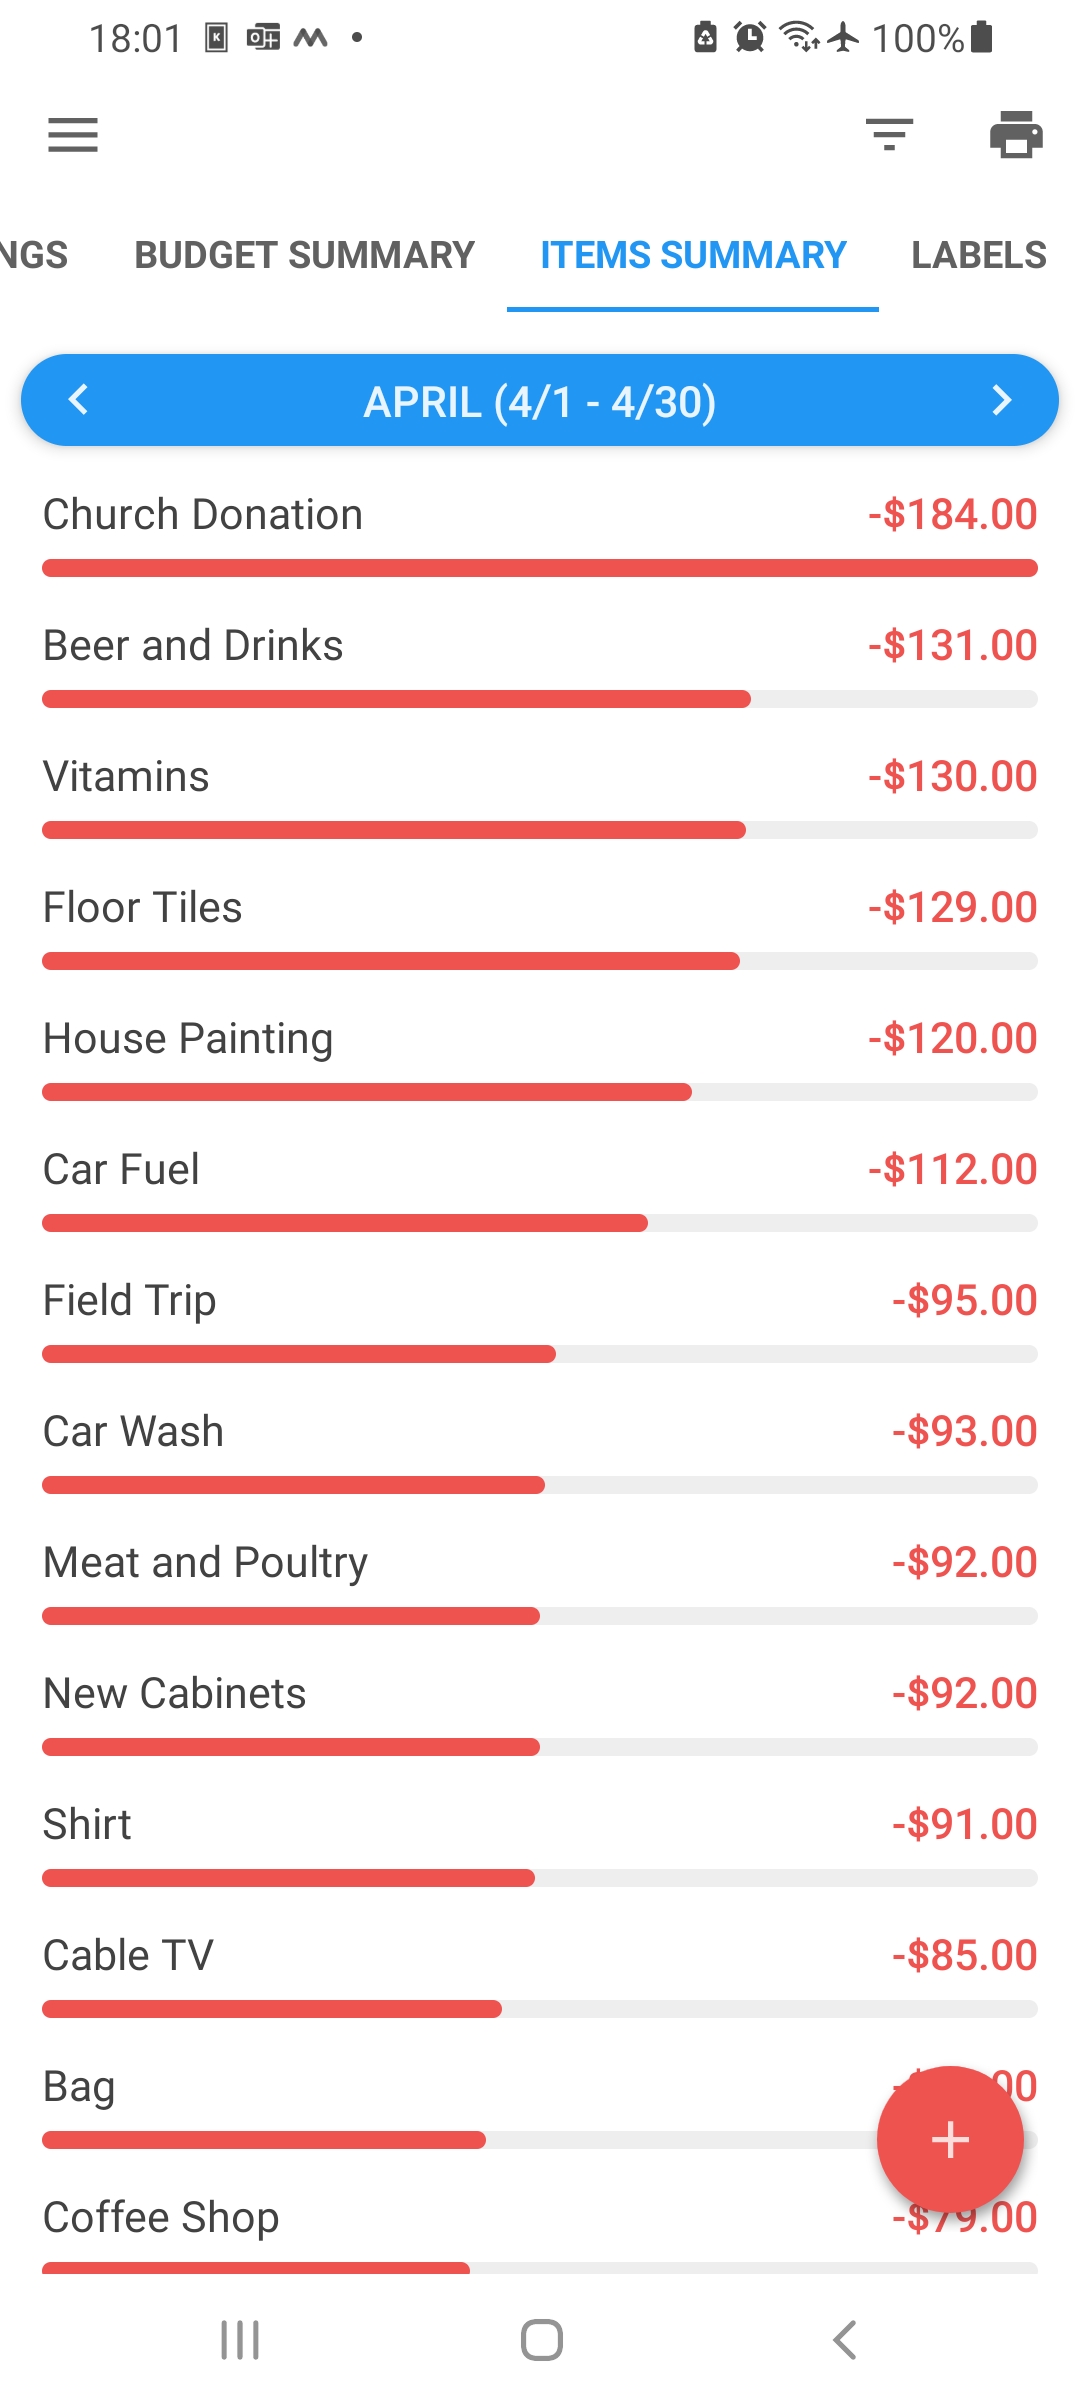 18:01 100%
NGS BUDGET SUMMARY ITEMS SUMMARY LABELS
APRIL (4/1 - 4/30)
Church Donation -$184.00
Beer and Drinks -$131.00
Vitamins -$130.00
Floor Tiles -$129.00
House Painting -$120.00
Car Fuel -$112.00
Field Trip -$95.00
Car Wash -$93.00
Meat and Poultry -$92.00
New Cabinets -$92.00
Shirt -$91.00
Cable TV -$85.00
Bag
Coffee Shop -$79.00